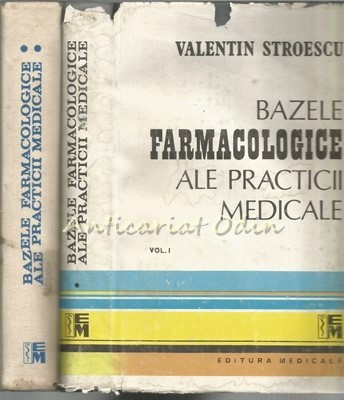 BAZELE FARMACOLOGICE
ALE PRACTICII MEDICALE
BAZELE FARMACOLOGICE
ALE PRACTICII MEDICALE
VALENTIN STROESCU
BAZELE
FARMACOLOGICE
ALE PRACTICII
MEDICALE
Anticariat Odin
VOL. I
EM
EM
EM
EDITURA MEDICALĂ